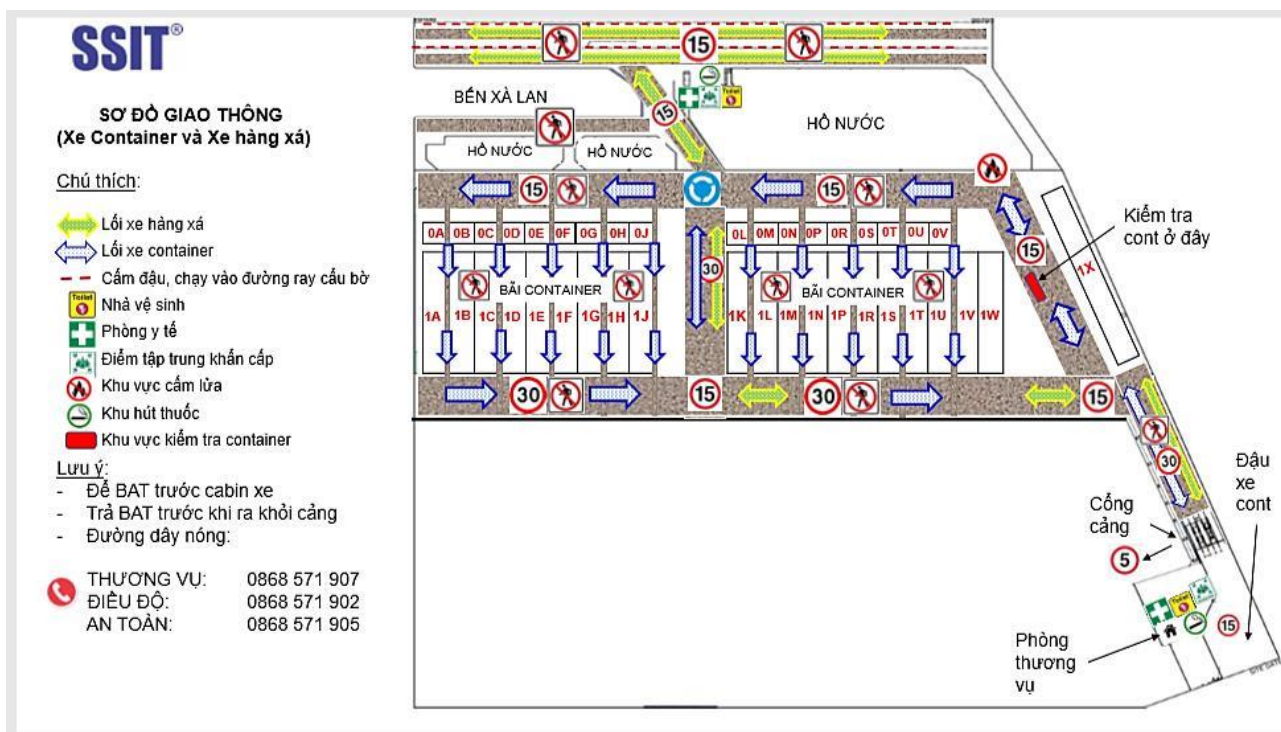 SSIT®
SƠ ĐỒ GIAO THÔNG
(Xe Container và Xe hàng xá)
Chú thích:
Lối xe hàng xá
Lối xe container
Cấm đậu, chạy vào đường ray cẩu bờ
Toilet
Nhà vệ sinh
Phòng y tế
Điểm tập trung khẩn cấp
Khu vực cấm lửa
Khu hút thuốc
Khu vực kiểm tra container
Lưu ý:
- Để BAT trước cabin xe
- Trả BAT trước khi ra khỏi cảng
- Đường dây nóng:
THƯƠNG VỤ: 0868 571 907
ĐIỀU ĐỘ: 0868 571 902
AN TOÀN: 0868 571 905
15
Toilet
BẾN XÀ LAN
15
HỒ NƯỚC
HỒ NƯỚC
HỒ NƯỚC
15
15
Kiểm tra
cont ở đây
0A 0B 0C 0D 0E 0F 0G 0H 0J
0L 0M 0N 0P 0R 0S 0T 0U 0V
15
1X
30
BÃI CONTAINER
BÃI CONTAINER
1A 1B 1C 1D 1E 1F 1G 1H 1J
1K 1L 1M 1N 1P 1R 1S 1T 1U 1V 1W
30
15
30
15
30
Đậu
xe
cont
Cổng
cảng
5
Toilet
15
Phòng
thương
vụ
SITE GATE